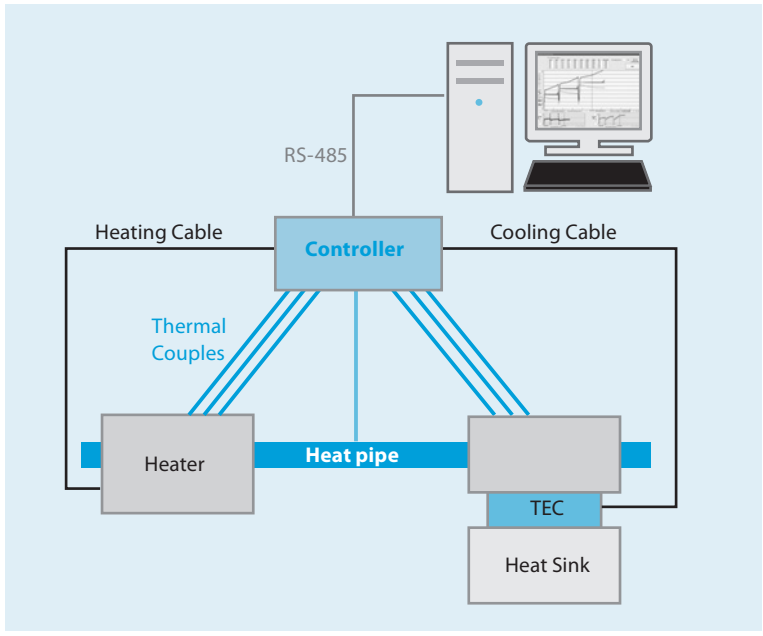 RS-485
Heating Cable
Controller
Cooling Cable
Thermal
Couples
Heater
Heat pipe
TEC
Heat Sink